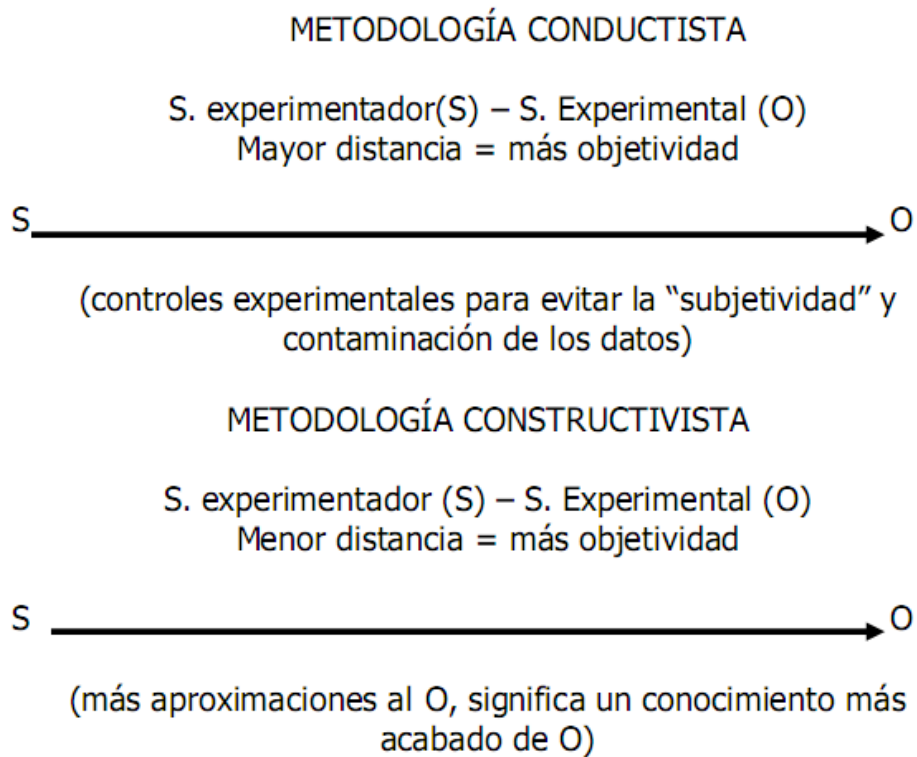 METODOLOGÍA CONDUCTISTA
S. experimentador(S) – S. Experimental (O)
Mayor distancia = más objetividad
S O
(controles experimentales para evitar la “subjetividad” y
contaminación de los datos)
METODOLOGÍA CONSTRUCTIVISTA
S. experimentador (S) – S. Experimental (O)
Menor distancia = más objetividad
S O
(más aproximaciones al O, significa un conocimiento más
acabado de O)